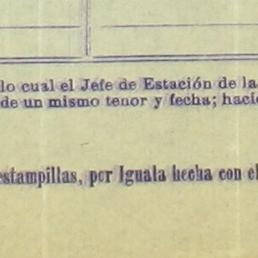 lo cual el Jefe de Estación de la
de un mismo tenor y fecha; hacié
estampillas, por Iguala hecha con el